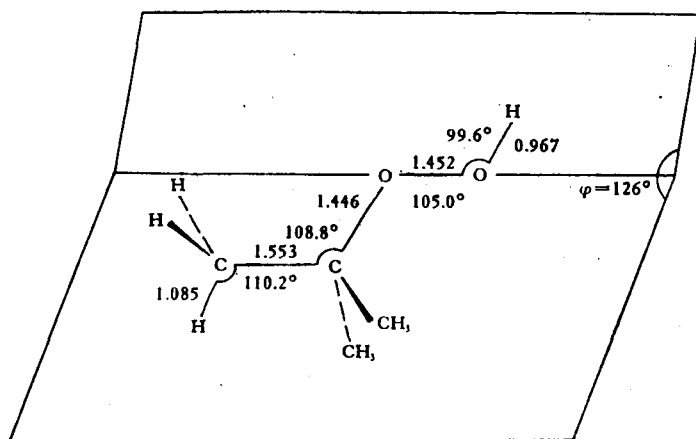 H
99.6°
0.967
O
1.452
O
H
1.446
105.0°
φ=126°
H
108.8°
1.553
C
C
1.085
110.2°
H
CH₃
CH₃